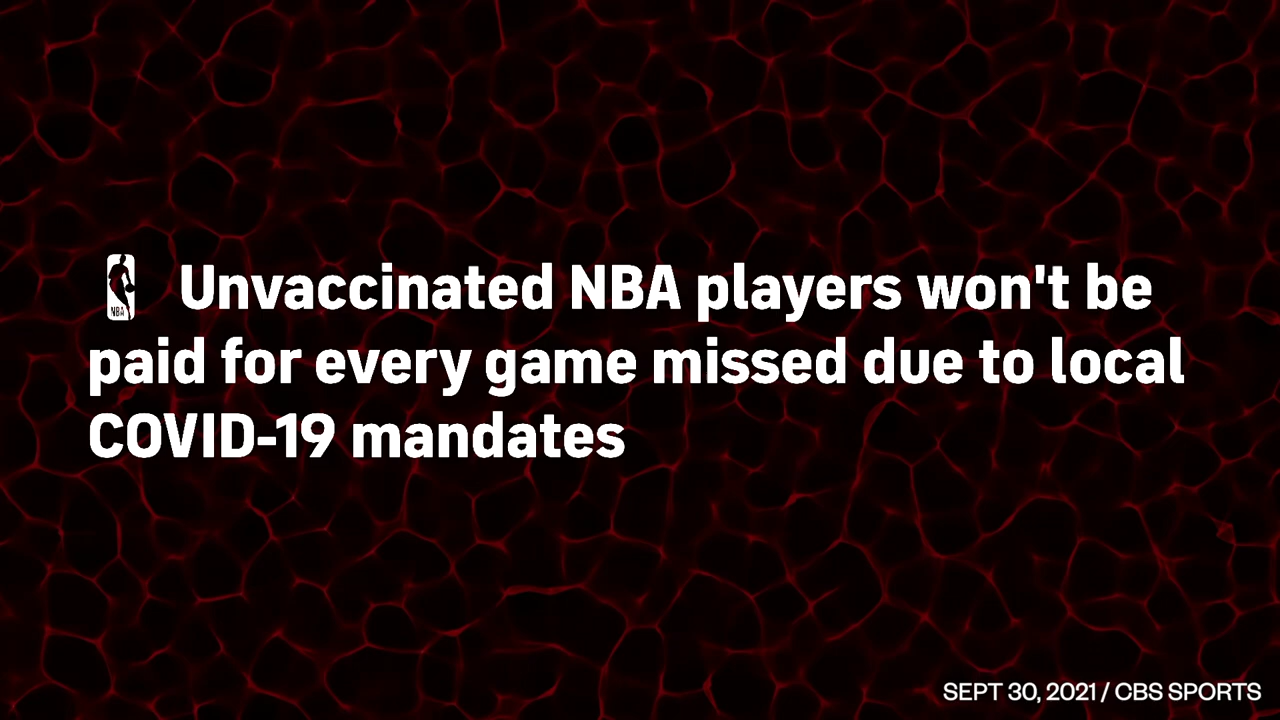 NBA
Unvaccinated NBA players won't be
paid for every game missed due to local
COVID-19 mandates
SEPT 30, 2021 / CBS SPORTS